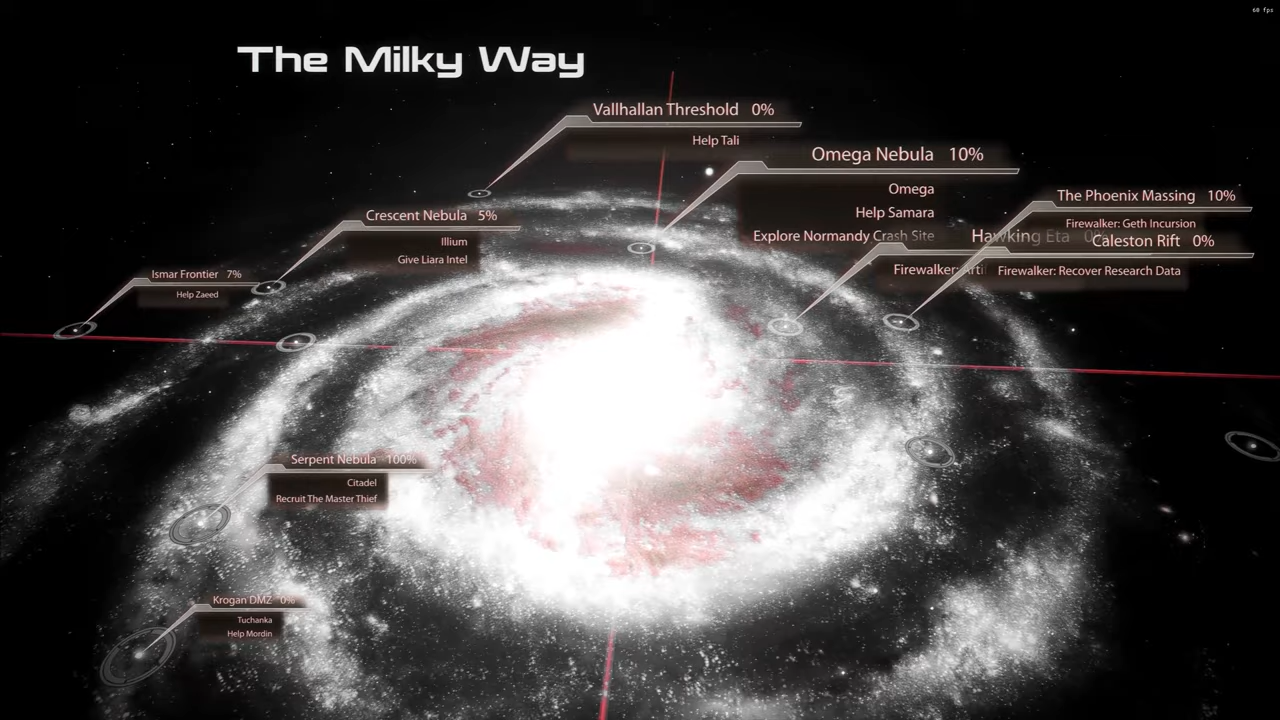 60 fps
The Milky Way
Vallhallan Threshold 0%
Help Tali
Omega Nebula 10%
Omega
Help Samara
Explore Normandy Crash Site
The Phoenix Massing 10%
Firewalker: Geth Incursion
Hawking Eta
Caleston Rift 0%
Firewalker:
Firewalker: Recover Research Data
Crescent Nebula 5%
Illium
Give Liara Intel
Ismar Frontier 7%
Help Zaeed
Serpent Nebula 100%
Citadel
Recruit The Master Thief
Krogan DMZ 0%
Tuchanka
Help Mordin